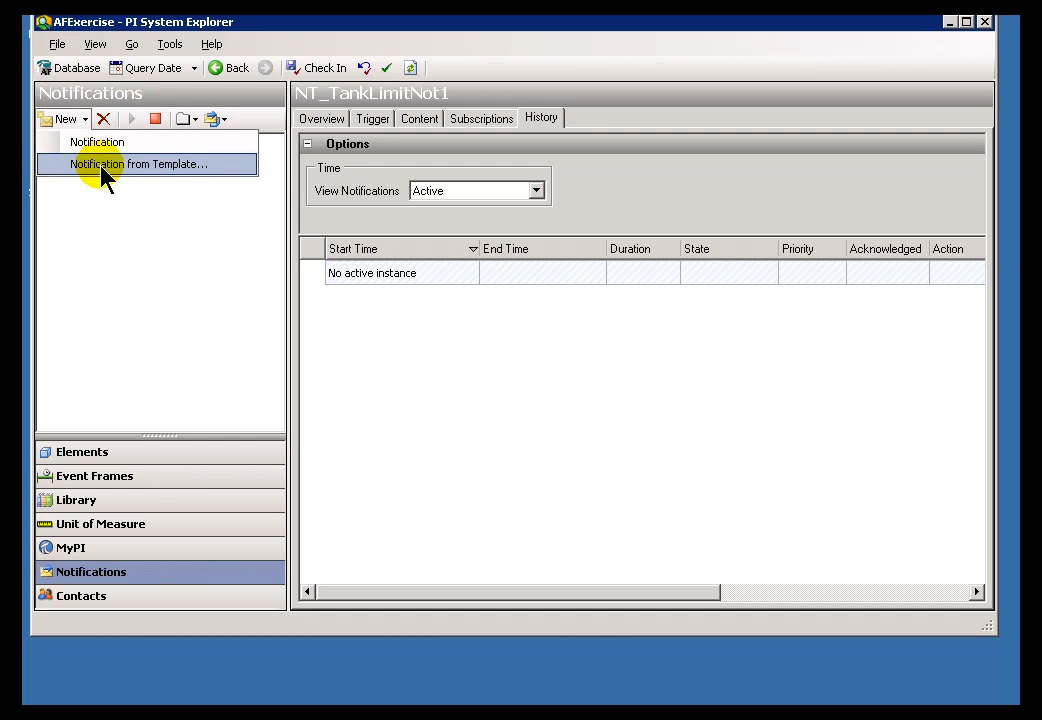 AFExercise - PI System Explorer
File View Go Tools Help
Database Query Date Back Check In
Notifications
NT_TankLimitNot1
New
Overview Trigger Content Subscriptions History
Notification
Notification from Template...
Options
Time
View Notifications Active
Start Time End Time Duration State Priority Acknowledged Action
No active instance
Elements
Event Frames
Library
Unit of Measure
MyPI
Notifications
Contacts